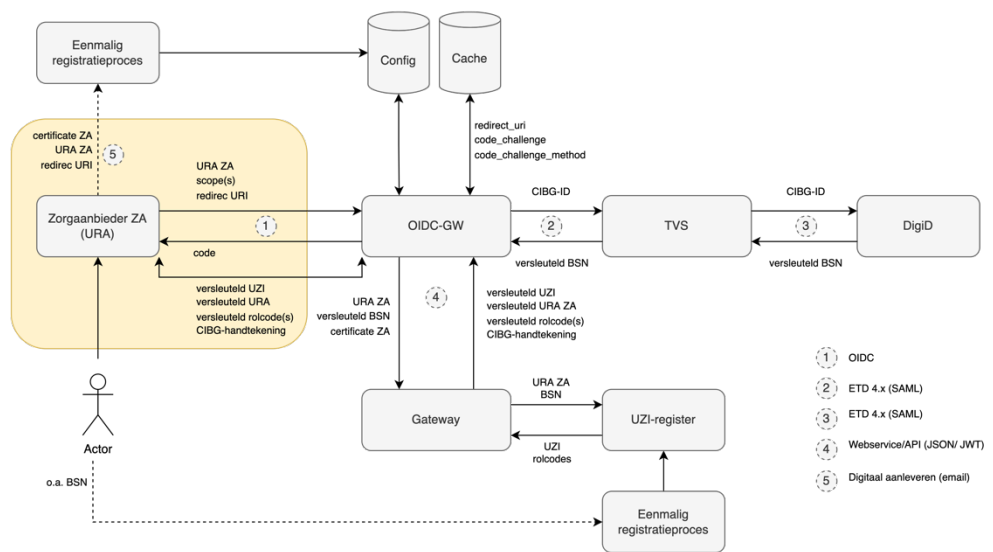 Eenmalig
registratieproces
Config
Cache
certificate ZA
URA ZA
redirec URI
5
redirect_uri
code_challenge
code_challenge_method
URA ZA
scope(s)
redirec URI
Zorgaanbieder ZA
(URA)
1
code
versleuteld UZI
versleuteld URA
versleuteld rolcode(s)
CIBG-handtekening
OIDC-GW
CIBG-ID
2
versleuteld BSN
TVS
CIBG-ID
3
versleuteld BSN
DigiD
URA ZA
versleuteld BSN
certificate ZA
4
versleuteld UZI
versleuteld URA ZA
versleuteld rolcode(s)
CIBG-handtekening
Gateway
URA ZA
BSN
UZI
rolcodes
UZI-register
Actor
o.a. BSN
Eenmalig
registratieproces
1 OIDC
2 ETD 4.x (SAML)
3 ETD 4.x (SAML)
4 Webservice/API (JSON/ JWT)
5 Digitaal aanleveren (email)